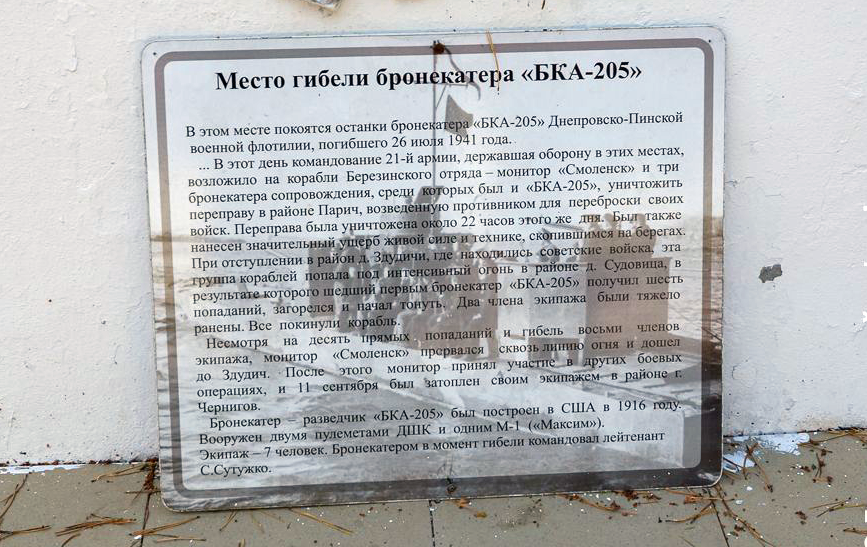 Место гибели бронекатера «БКА-205»
В этом месте покоятся останки бронекатера «БКА-205» Днепровско-Пинской
военной флотилии, погибшего 26 июля 1941 года.
... В этот день командование 21-й армии, державшая оборону в этих местах,
возложило на корабли Березинского отряда – монитор «Смоленск» и три
бронекатера сопровождения, среди которых был и «БКА-205», уничтожить
переправу в районе Парич, возведенную противником для переброски своих
войск. Переправа была уничтожена около 22 часов этого же дня. Был также
нанесен значительный ущерб живой силе и технике, скопившимся на берегах.
При отступлении в район д. Здудичи, где находились советские войска, эта
группа кораблей попала под интенсивный огонь в районе д. Судовица, в
результате которого шедший первым бронекатер «БКА-205» получил шесть
попаданий, загорелся и начал тонуть. Два члена экипажа были тяжело
ранены. Все покинули корабль.
Несмотря на десять прямых попаданий и гибель восьми членов
экипажа, монитор «Смоленск» прорвался сквозь линию огня и дошел
до Здудич. После этого монитор принял участие в других боевых
операциях, и 11 сентября был затоплен своим экипажем в районе г.
Чернигов.
Бронекатер – разведчик «БКА-205» был построен в США в 1916 году.
Вооружен двумя пулеметами ДШК и одним М-1 («Максим»).
Экипаж – 7 человек. Бронекатером в момент гибели командовал лейтенант
С.Сутужко.